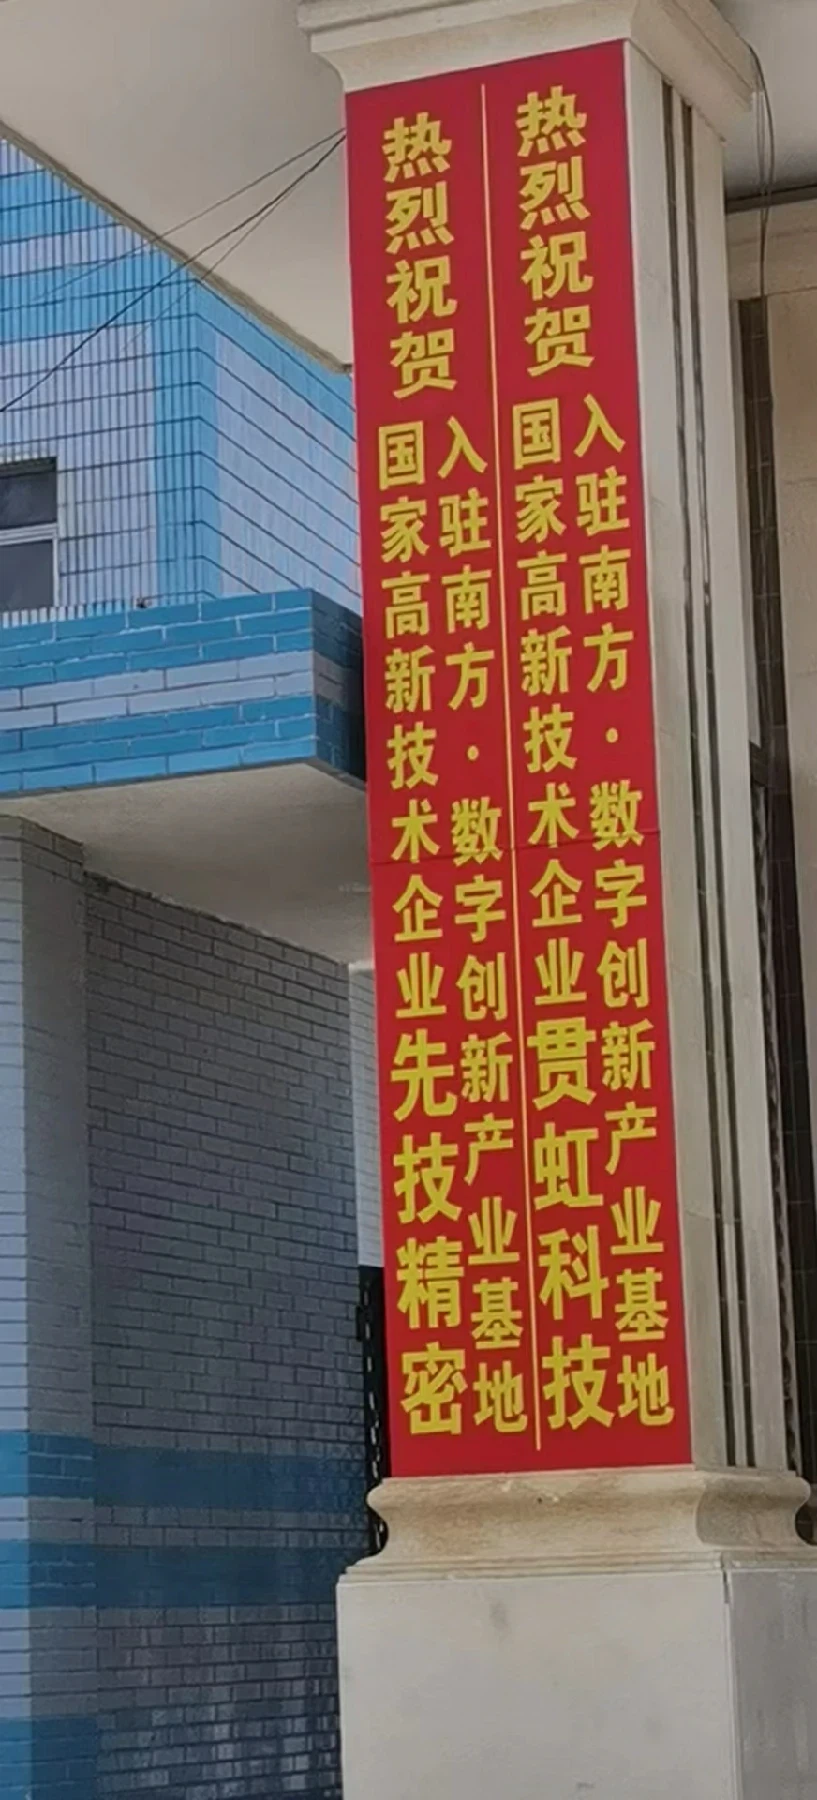 热烈祝贺
国家高新技术企业先技精密
入驻南方·数字创新产业基地
热烈祝贺
国家高新技术企业贯虹科技
入驻南方·数字创新产业基地